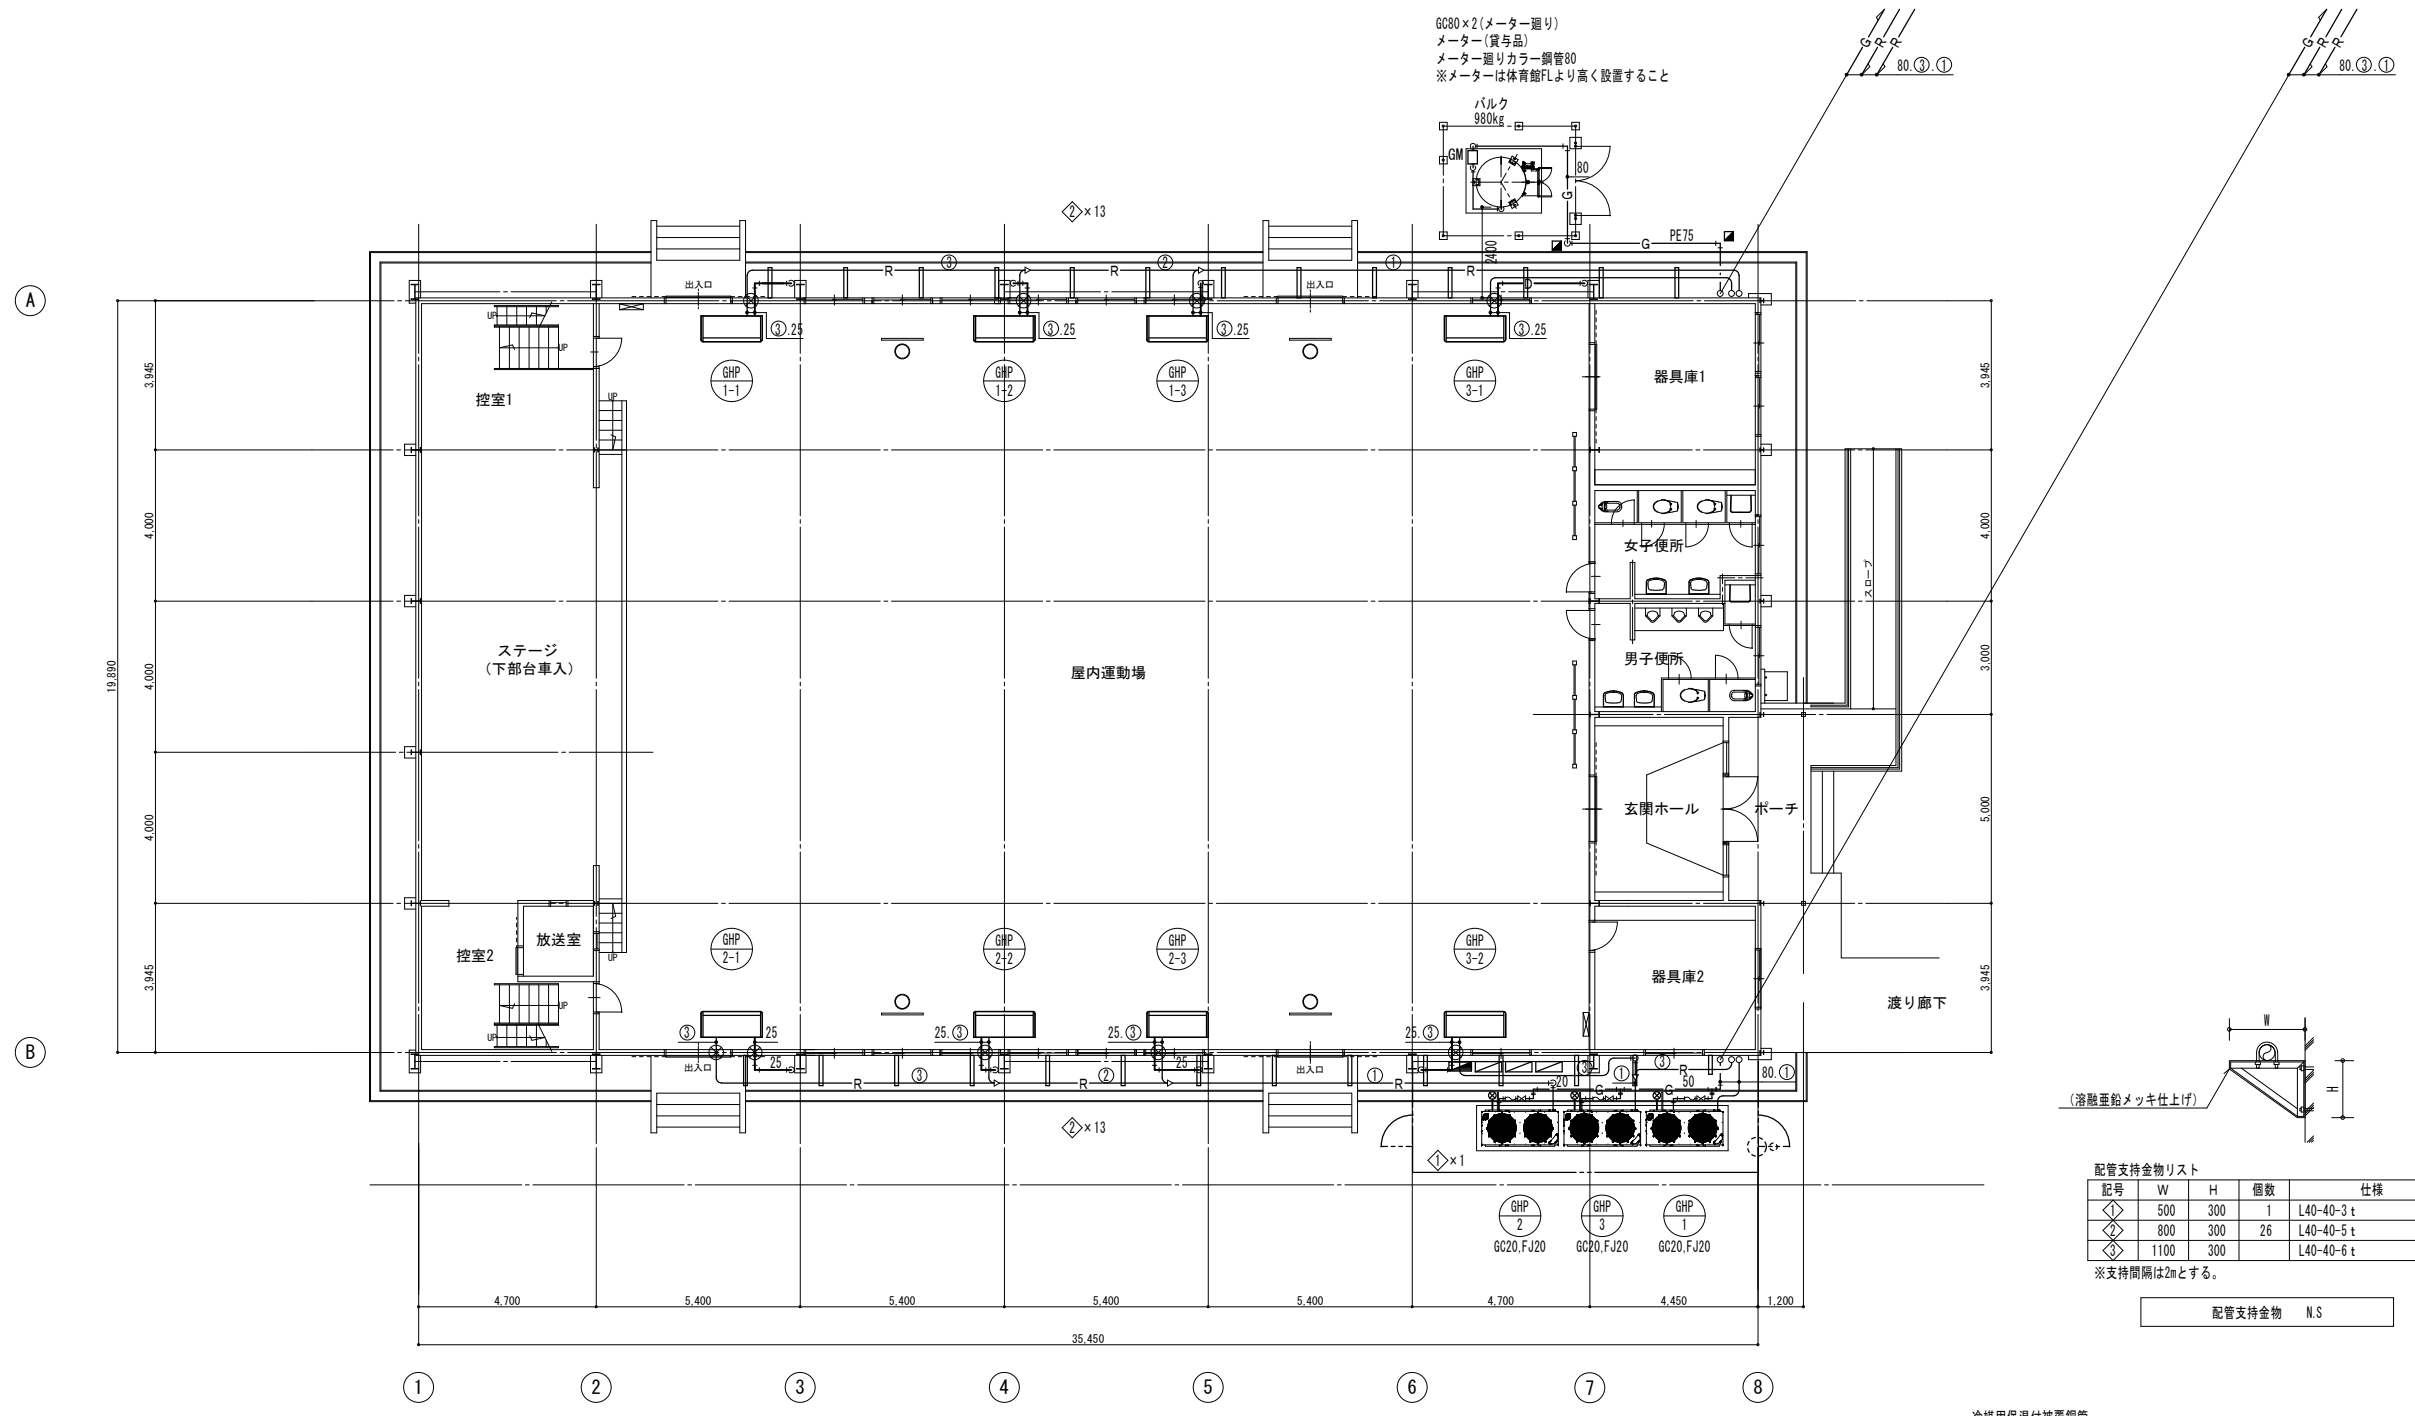 GC80×2(メーター廻り)
メーター(貸与品)
メーター廻りカラー鋼管80
※メーターは体育館FLより高く設置すること
バルク
980kg
GM
80
G
G
PE75
2400
G R R
80.③.①
G R R
80.③.①
②×13
A
R
③
R
②
①
R
D
出入口
出入口
③.25
③.25
③.25
③.25
GHP
1-1
GHP
1-2
GHP
1-3
GHP
3-1
UP
UP
UP
控室1
器具庫1
女子便所
男子便所
ステージ
(下部台車入)
屋内運動場
玄関ホール
ポーチ
スロープ
3,945
4,000
4,000
4,000
3,945
19,890
3,945
4,000
3,000
5,000
3,945
放送室
控室2
UP
UP
UP
GHP
2-1
GHP
2-2
GHP
2-3
GHP
3-2
器具庫2
渡り廊下
B
③
25
25.③
25.③
25.③
出入口
出入口
25
25
R
③
R
②
①
R
20
③
①
③
R
G
G
50
80.①
②×13
①×1
GHP
2
GC20,FJ20
GHP
3
GC20,FJ20
GHP
1
GC20,FJ20
W
H
(溶融亜鉛メッキ仕上げ)
配管支持金物リスト
記号 W H 個数 仕様
① 500 300 1 L40-40-3t
② 800 300 26 L40-40-5t
③ 1100 300 L40-40-6t
※支持間隔は2mとする。
配管支持金物 N.S
4,700 5,400 5,400 5,400 5,400 4,700 4,450 1,200
35,450
1 2 3 4 5 6 7 8